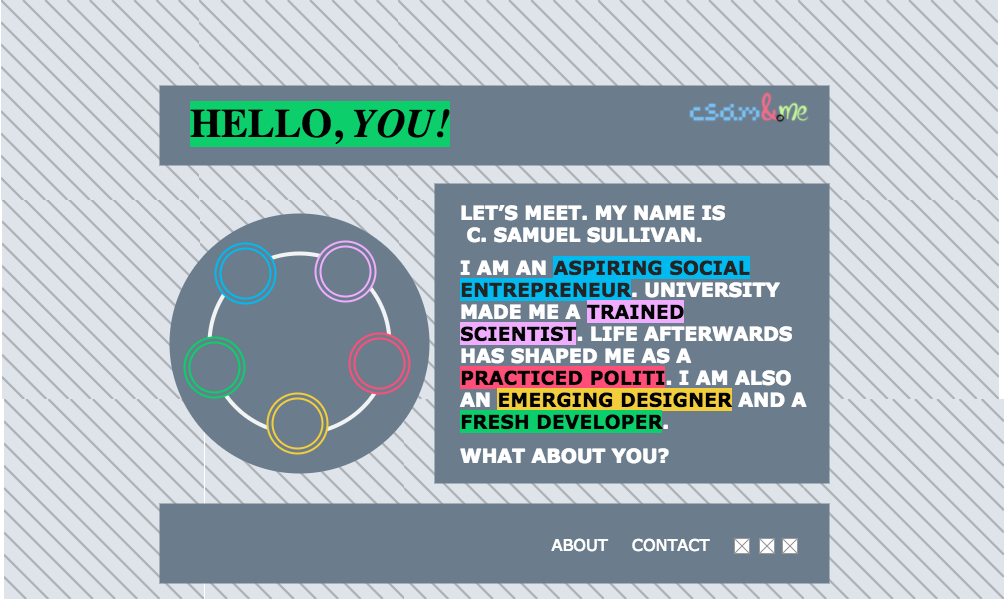 HELLO, YOU!
csam&me
LET’S MEET. MY NAME IS
C. SAMUEL SULLIVAN.
I AM AN ASPIRING SOCIAL
ENTREPRENEUR. UNIVERSITY
MADE ME A TRAINED
SCIENTIST. LIFE AFTERWARDS
HAS SHAPED ME AS A
PRACTICED POLITI. I AM ALSO
AN EMERGING DESIGNER AND A
FRESH DEVELOPER.
WHAT ABOUT YOU?
ABOUT CONTACT